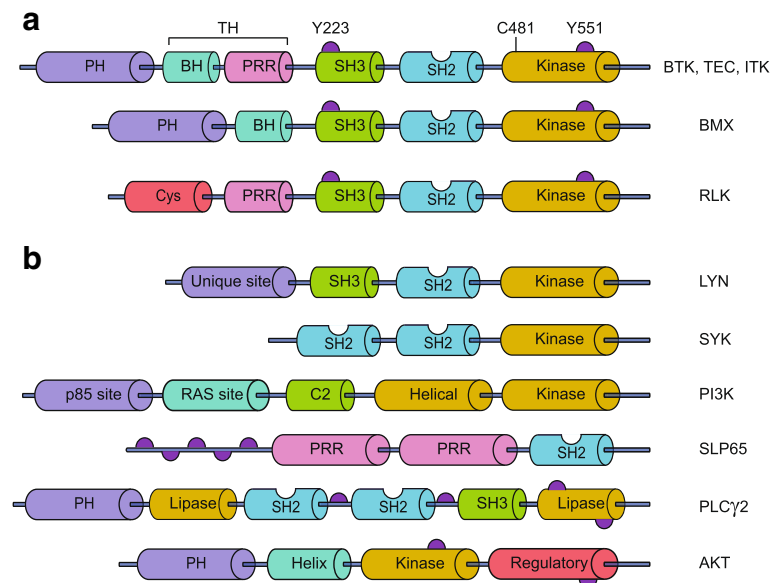 a
TH Y223 C481 Y551
PH BH PRR SH3 SH2 Kinase BTK, TEC, ITK
PH BH SH3 SH2 Kinase BMX
Cys PRR SH3 SH2 Kinase RLK
b
Unique site SH3 SH2 Kinase LYN
SH2 SH2 Kinase SYK
p85 site RAS site C2 Helical Kinase PI3K
PRR PRR SH2 SLP65
PH Lipase SH2 SH2 SH3 Lipase PLCγ2
PH Helix Kinase Regulatory AKT